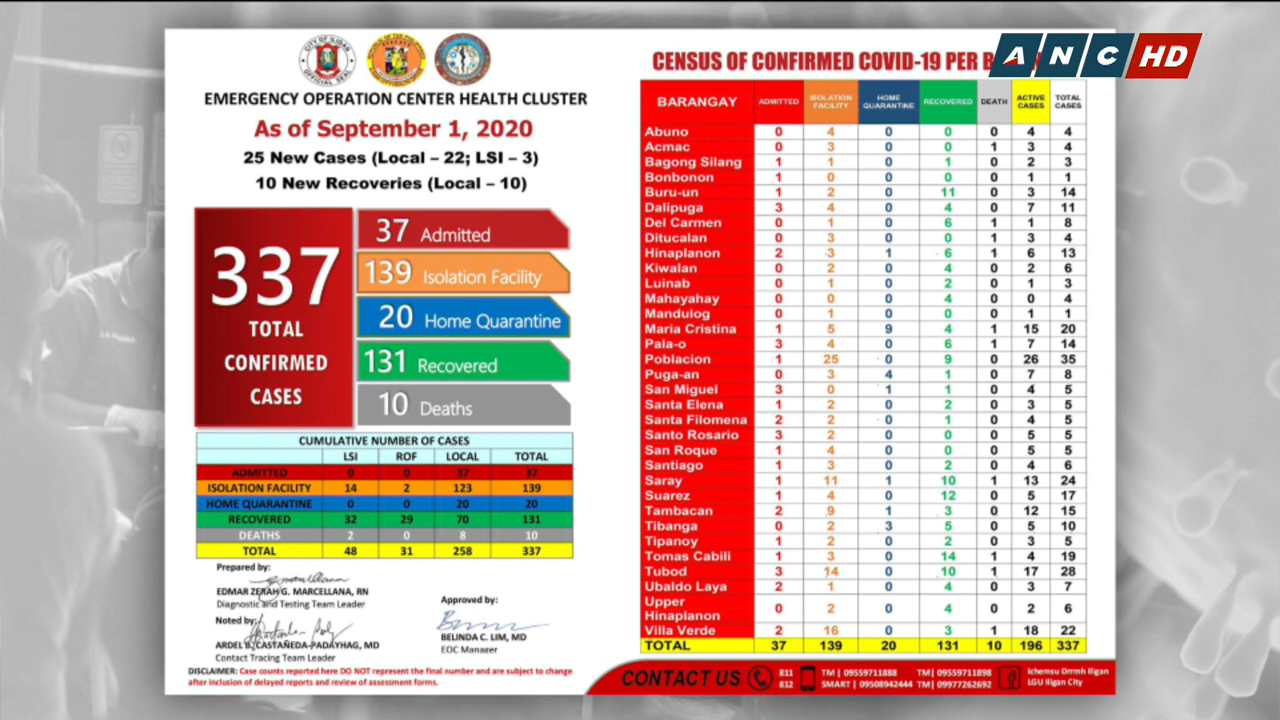 ANC HD
EMERGENCY OPERATION CENTER HEALTH CLUSTER
As of September 1, 2020
25 New Cases (Local – 22; LSI – 3)
10 New Recoveries (Local – 10)
337
TOTAL
CONFIRMED
CASES
37 Admitted
139 Isolation Facility
20 Home Quarantine
131 Recovered
10 Deaths
CUMULATIVE NUMBER OF CASES
LSI ROF LOCAL TOTAL
ADMITTED 0 0 37 37
ISOLATION FACILITY 14 2 123 139
HOME QUARANTINE 0 0 20 20
RECOVERED 32 29 70 131
DEATHS 2 0 8 10
TOTAL 48 31 258 337
Prepared by:
EDMAR ZERAH G. MARCELLANA, RN
Diagnostic and Testing Team Leader
Noted by:
ARDEL B. CASTAÑEDA-PADAYHAG, MD
Contact Tracing Team Leader
Approved by:
BELINDA C. LIM, MD
EOC Manager
DISCLAIMER: Case counts reported here DO NOT represent the final number and are subject to change
after inclusion of delayed reports and review of assessment forms.
CENSUS OF CONFIRMED COVID-19 PER
BARANGAY ADMITTED ISOLATION FACILITY HOME QUARANTINE RECOVERED DEATH ACTIVE CASES TOTAL CASES
Abuno 0 4 0 0 0 4 4
Acmac 0 3 0 0 1 3 4
Bagong Silang 1 1 0 1 0 2 3
Bonbonon 1 0 0 0 0 1 1
Buru-un 1 2 0 11 0 3 14
Dalipuga 3 4 0 4 0 7 11
Del Carmen 0 1 0 6 1 1 8
Ditucalan 0 3 0 0 1 3 4
Hinaplanon 2 3 1 6 1 6 13
Kiwalan 0 2 0 4 0 2 6
Luinab 0 1 0 2 0 1 3
Mahayahay 0 0 0 4 0 0 4
Mandulog 0 1 0 0 0 1 1
Maria Cristina 1 5 9 4 1 15 20
Pala-o 3 4 0 6 1 7 14
Poblacion 1 25 0 9 0 26 35
Puga-an 0 3 4 1 0 7 8
San Miguel 3 0 1 1 0 4 5
Santa Elena 1 2 0 2 0 3 5
Santa Filomena 2 2 0 1 0 4 5
Santo Rosario 3 2 0 0 0 5 5
San Roque 1 4 0 0 0 5 5
Santiago 1 3 0 2 0 4 6
Saray 1 11 1 10 1 13 24
Suarez 1 4 0 12 0 5 17
Tambacan 2 9 1 3 0 12 15
Tibanga 0 2 3 5 0 5 10
Tipanoy 1 2 0 2 0 3 5
Tomas Cabili 1 3 0 14 1 4 19
Tubod 3 14 0 10 1 17 28
Ubaldo Laya 2 1 0 4 0 3 7
Upper Hinaplanon 0 2 0 4 0 2 6
Villa Verde 2 16 0 3 1 18 22
TOTAL 37 139 20 131 10 196 337
CONTACT US
811
812
TM | 09559711888 TM| 09559711898
SMART | 09508942444 TM| 09977262692
Ichemsu Drrmh Iligan
LGU Iligan City